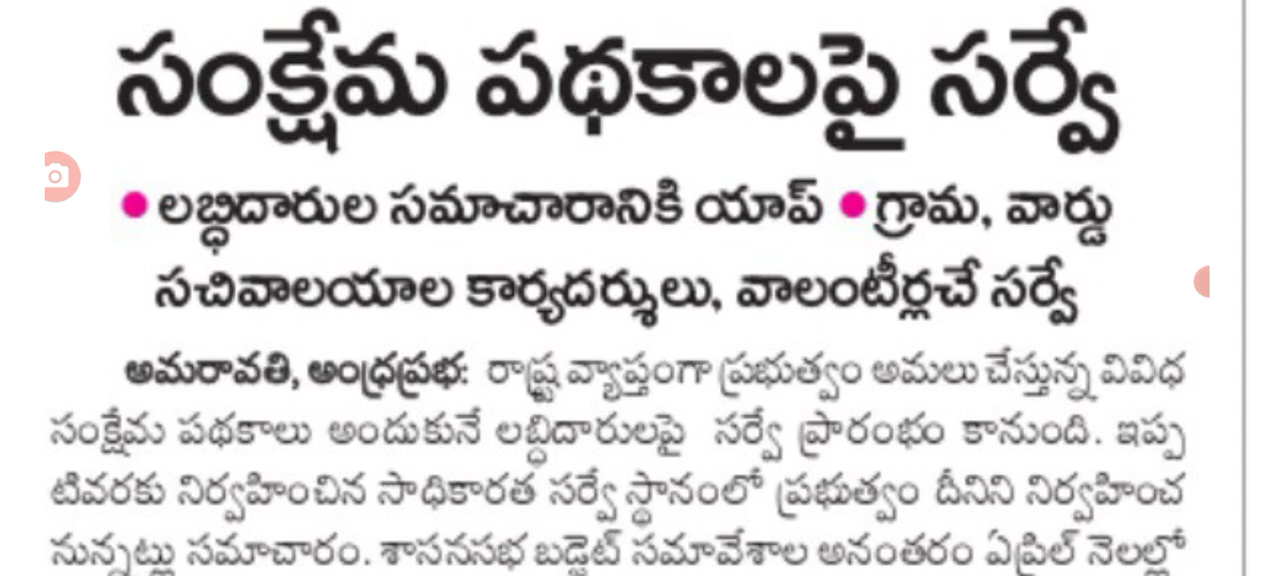 సంక్షేమ పథకాలపై సర్వే
● లబ్ధిదారుల సమాచారానికి యాప్ ● గ్రామ, వార్డు
సచివాలయాల కార్యదర్శులు, వాలంటీర్లచే సర్వే
అమరావతి, ఆంధ్రప్రభ: రాష్ట్ర వ్యాప్తంగా ప్రభుత్వం అమలు చేస్తున్న వివిధ
సంక్షేమ పథకాలు అందుకునే లబ్ధిదారులపై సర్వే ప్రారంభం కానుంది. ఇప్ప
టివరకు నిర్వహించిన సాధికారత సర్వే స్థానంలో ప్రభుత్వం దీనిని నిర్వహించ
నున్నట్లు సమాచారం. శాసనసభ బడ్జెట్ సమావేశాల అనంతరం ఏప్రిల్ నెలల్లో